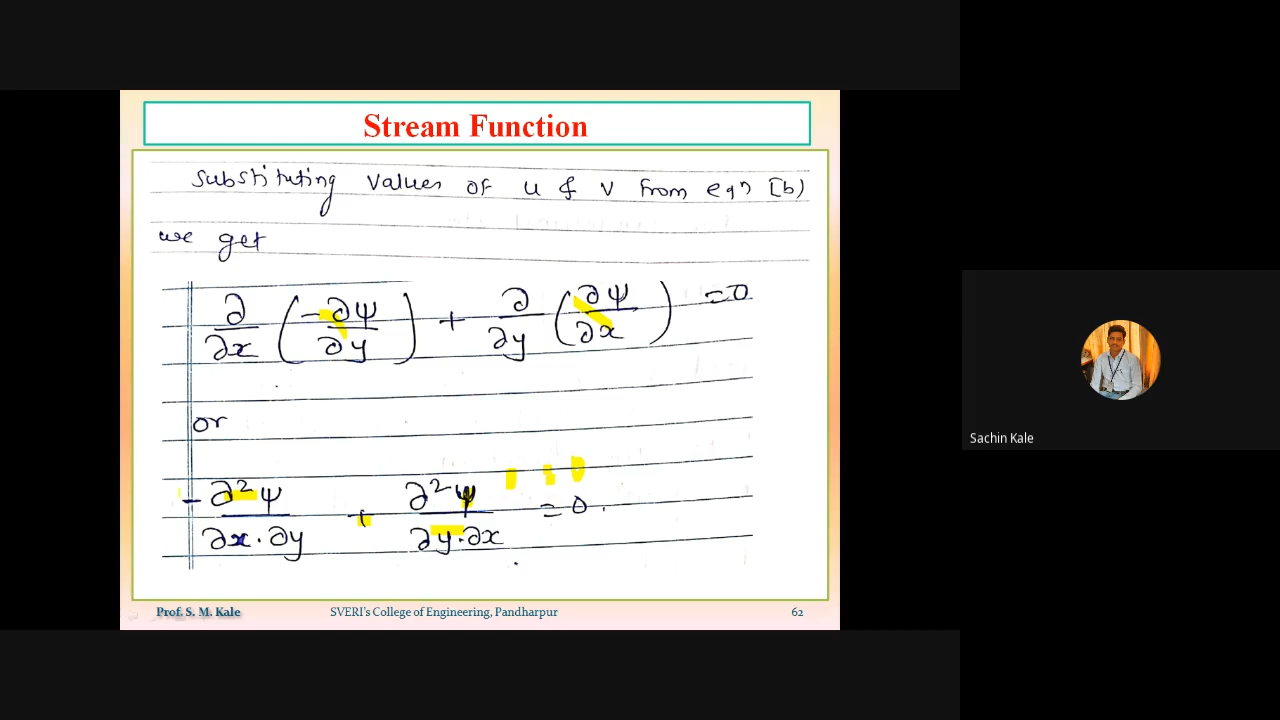 Stream Function
Substituting values of u & v from eqn [b)
we get
∂/∂x (-∂ψ/∂y) + ∂/∂y (∂ψ/∂x) =0
or
-∂²ψ/∂x·∂y + ∂²ψ/∂y·∂x =0.
Prof. S. M. Kale SVERI's College of Engineering, Pandharpur 62
Sachin Kale